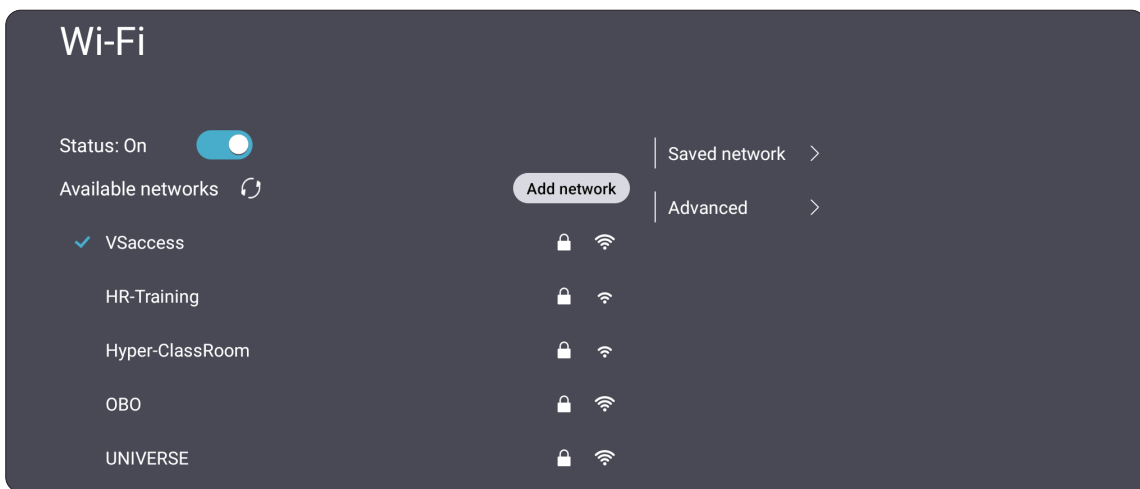 Wi-Fi
Status: On
Available networks
Add network
VSaccess
HR-Training
Hyper-ClassRoom
OBO
UNIVERSE
Saved network
Advanced